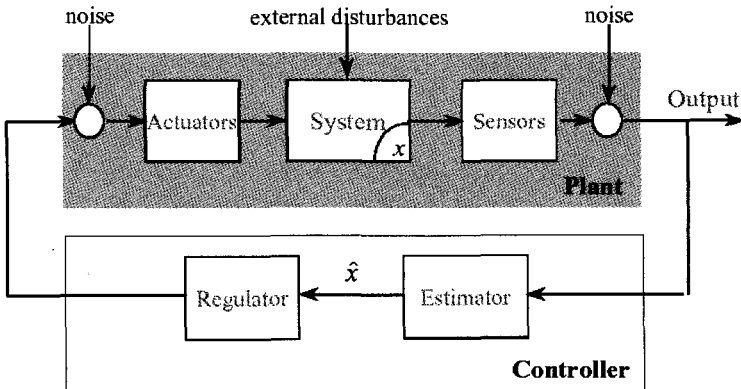 noise
external disturbances
noise
Actuators
System
x
Sensors
Output
Plant
Regulator
x̂
Estimator
Controller